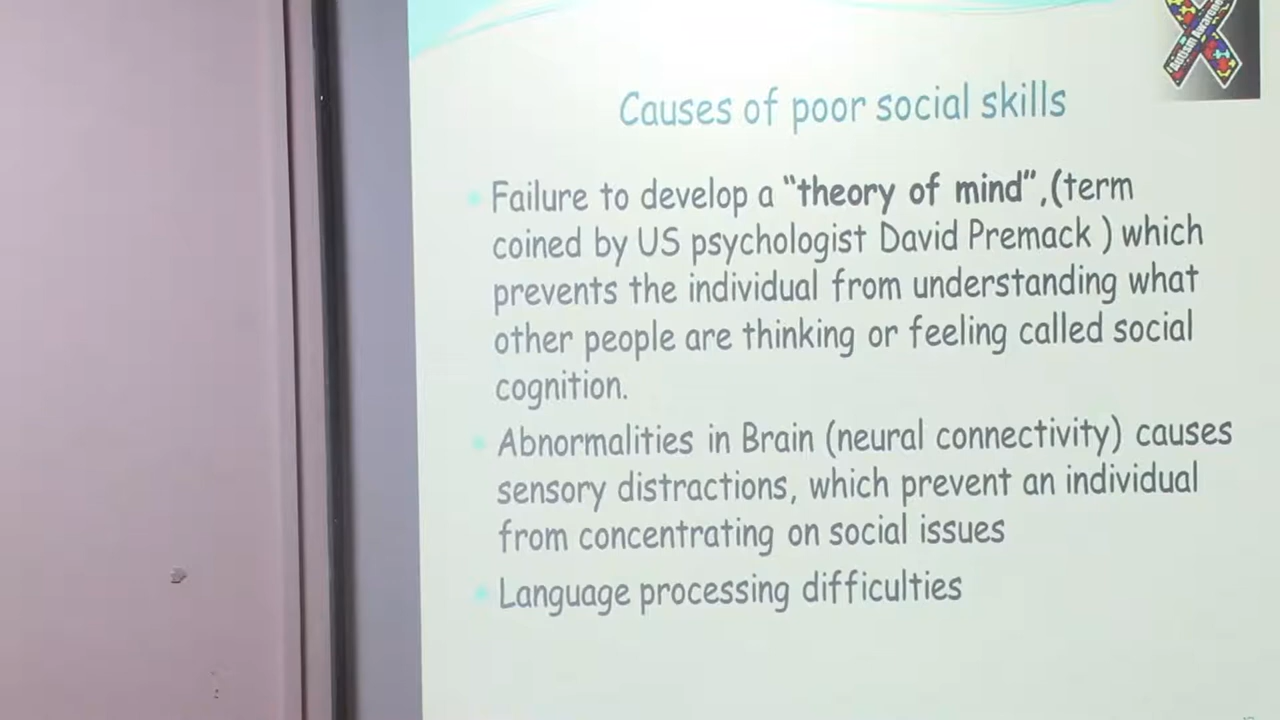 Autism Awarene
Causes of poor social skills
Failure to develop a “theory of mind”,(term
coined by US psychologist David Premack ) which
prevents the individual from understanding what
other people are thinking or feeling called social
cognition.
Abnormalities in Brain (neural connectivity) causes
sensory distractions, which prevent an individual
from concentrating on social issues
Language processing difficulties